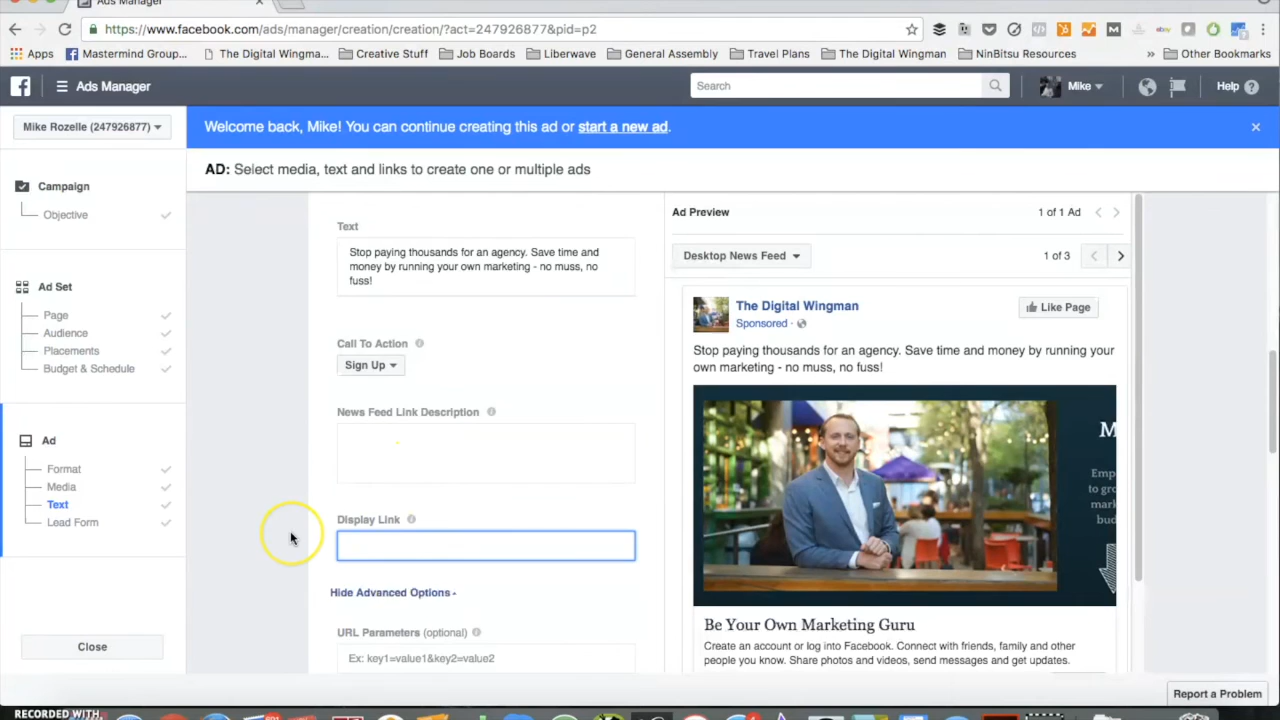 Ads Manager
https://www.facebook.com/ads/manager/creation/creation/?act=247926877&pid=p2
Apps
Mastermind Group...
The Digital Wingma...
Creative Stuff
Job Boards
Liberwave
General Assembly
Travel Plans
The Digital Wingman
NinBitsu Resources
»
Other Bookmarks
Ads Manager
Search
Mike
Help
Mike Rozelle (247926877)
Welcome back, Mike! You can continue creating this ad or start a new ad.
AD: Select media, text and links to create one or multiple ads
Campaign
Objective
Ad Set
Page
Audience
Placements
Budget & Schedule
Ad
Format
Media
Text
Lead Form
Close
Text
Stop paying thousands for an agency. Save time and
money by running your own marketing - no muss, no
fuss!
Call To Action
Sign Up
News Feed Link Description
Display Link
Hide Advanced Options
URL Parameters (optional)
Ex: key1=value1&key2=value2
Ad Preview
1 of 1 Ad
Desktop News Feed
1 of 3
The Digital Wingman
Sponsored ·
Like Page
Stop paying thousands for an agency. Save time and money by running your
own marketing - no muss, no fuss!
M
Emp
to gro
mark
bud
Be Your Own Marketing Guru
Create an account or log into Facebook. Connect with friends, family and other
people you know. Share photos and videos, send messages and get updates.
Report a Problem
RECORDED WITH